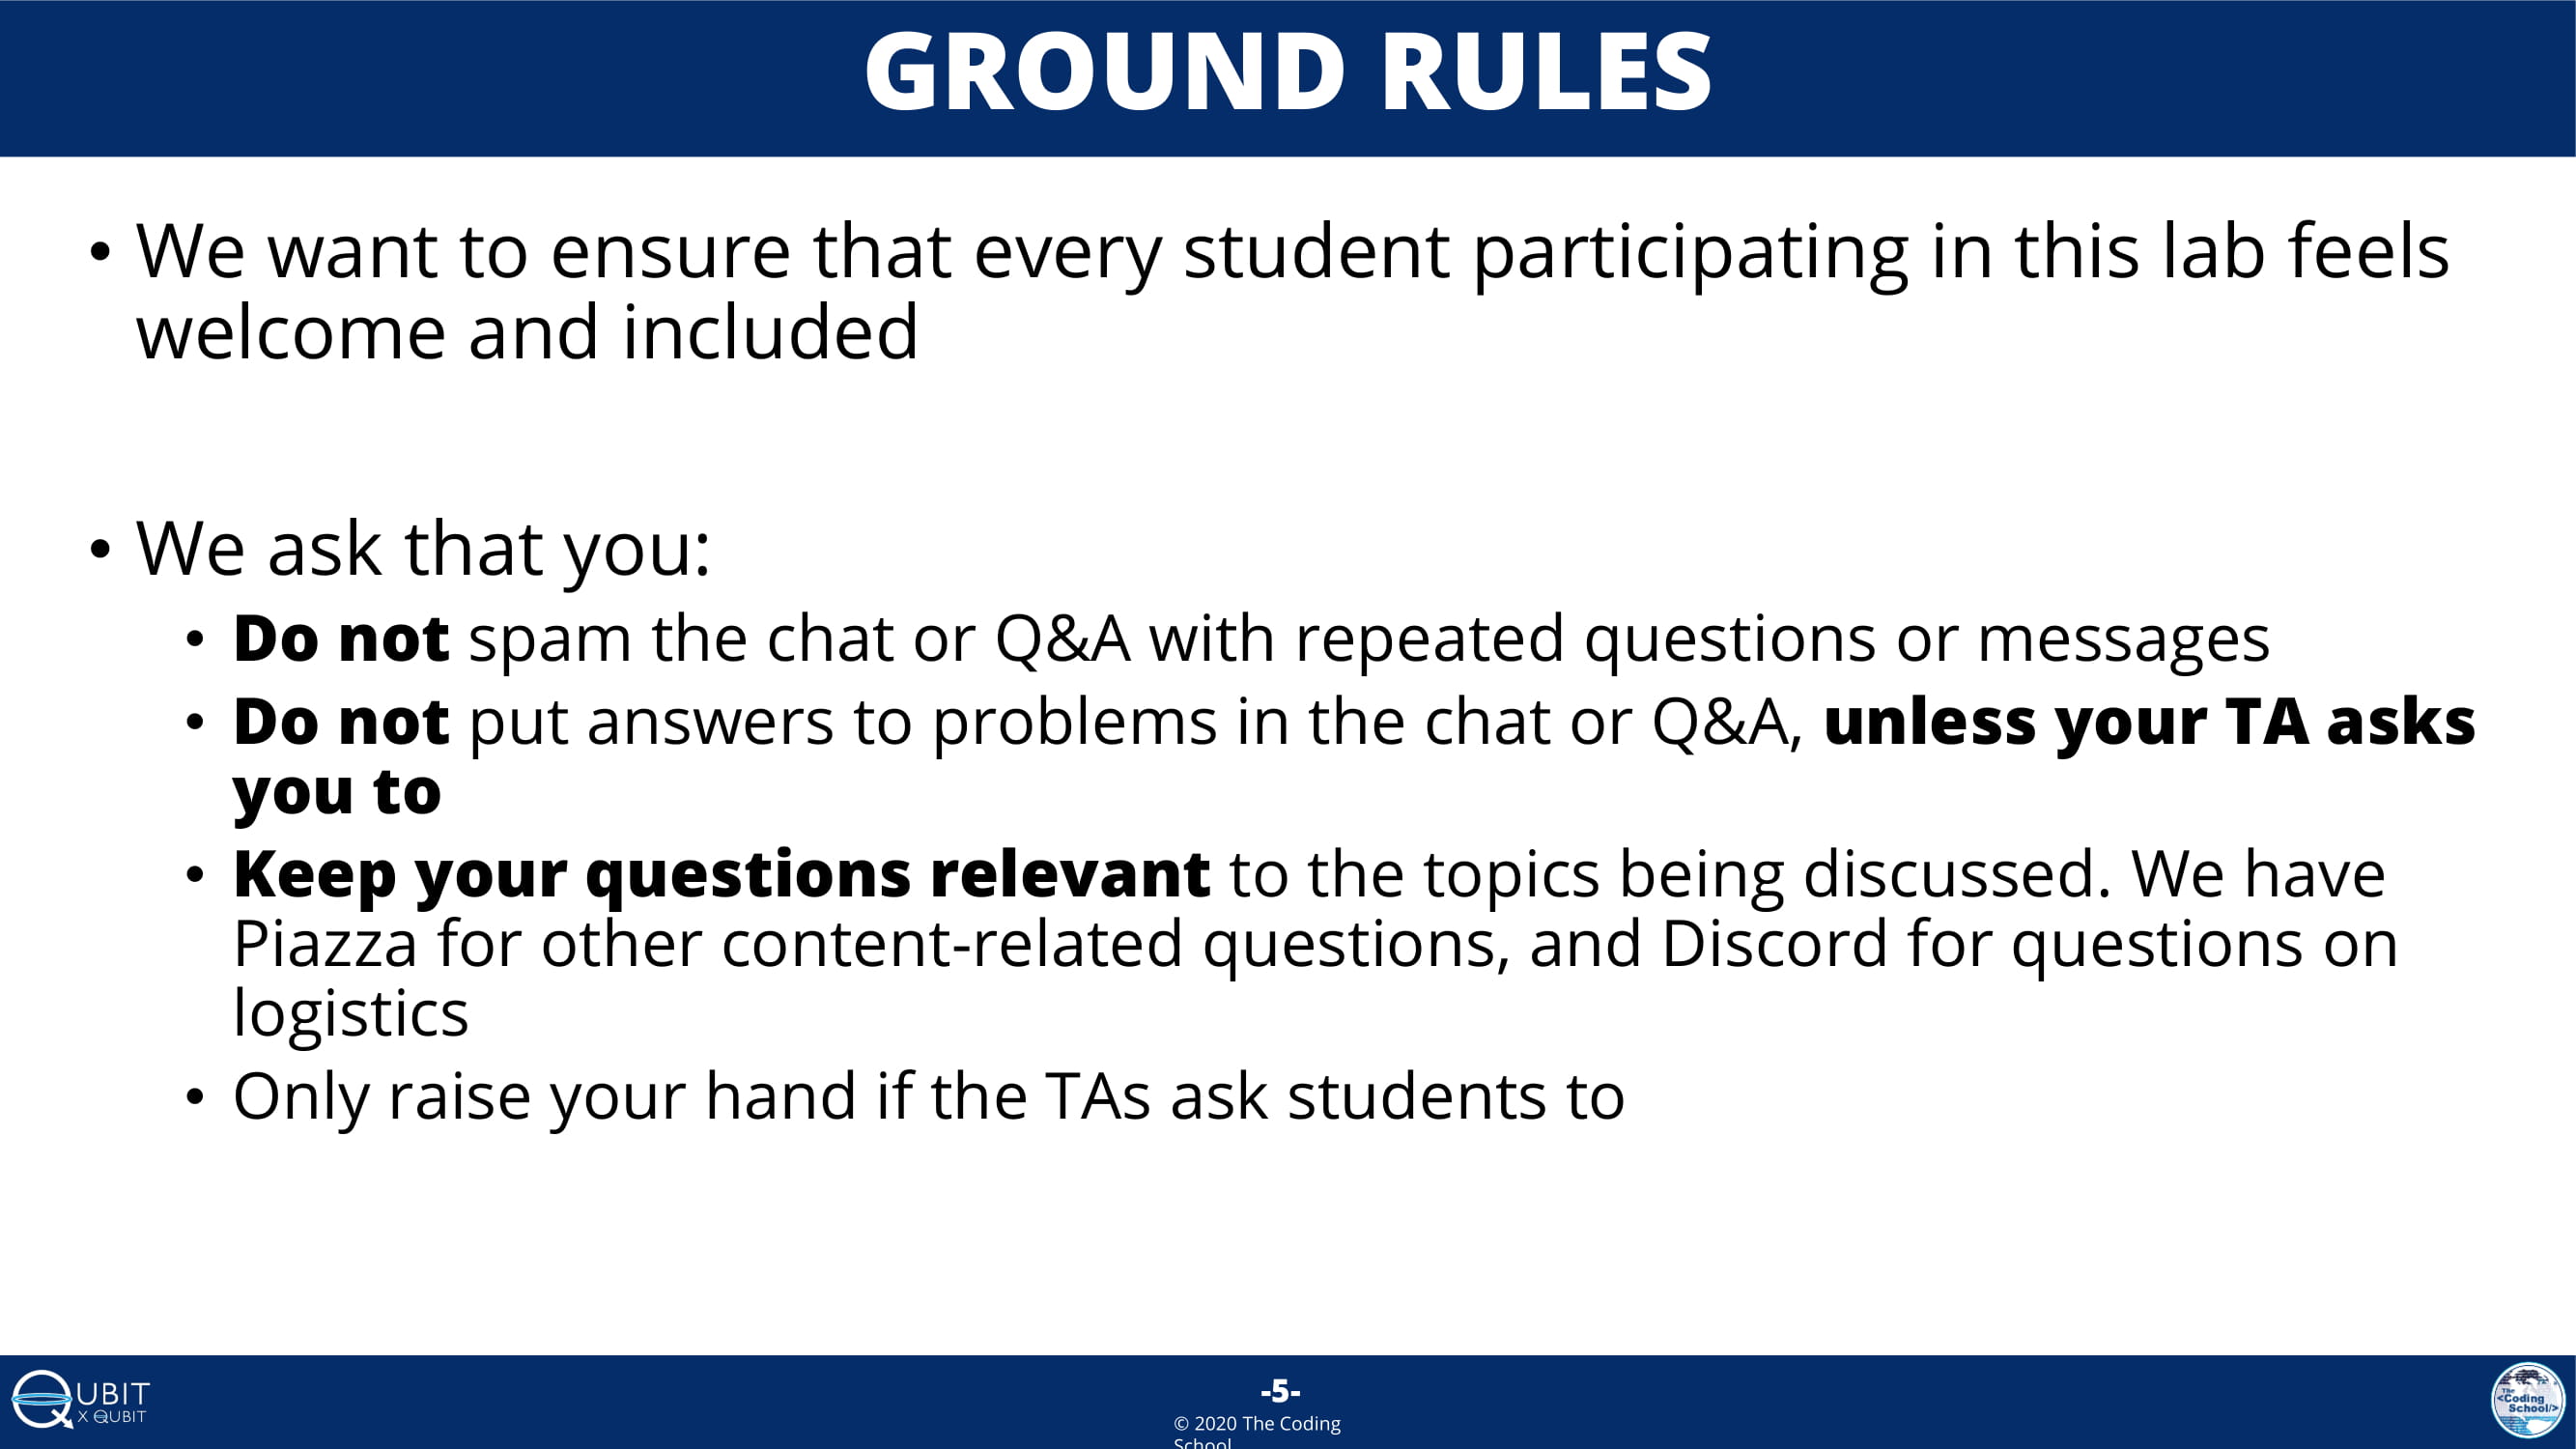 GROUND RULES
• We want to ensure that every student participating in this lab feels
welcome and included
• We ask that you:
• Do not spam the chat or Q&A with repeated questions or messages
• Do not put answers to problems in the chat or Q&A, unless your TA asks
you to
• Keep your questions relevant to the topics being discussed. We have
Piazza for other content-related questions, and Discord for questions on
logistics
• Only raise your hand if the TAs ask students to
QUBIT
X QUBIT
-5-
© 2020 The Coding
School
The
<Coding
School/>